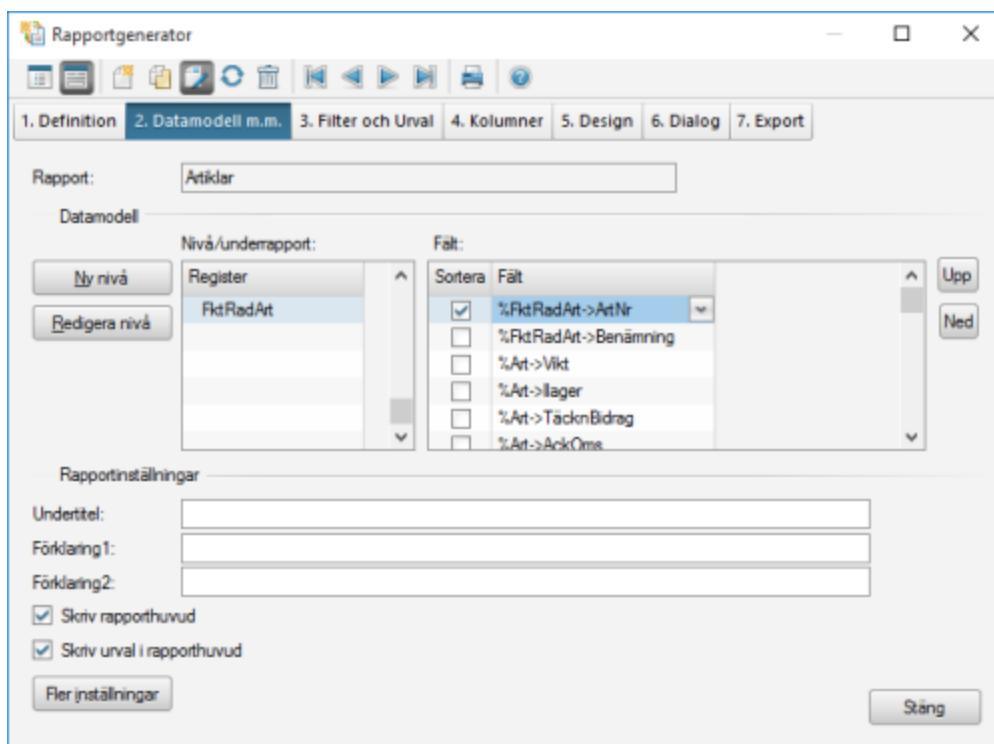 Rapportgenerator
1. Definition 2. Datamodell m.m. 3. Filter och Urval 4. Kolumner 5. Design 6. Dialog 7. Export
Rapport: Artiklar
Datamodell
Nivå/underrapport: Fält:
Ny nivå Register Sortera Fält Upp
FktRadArt %FktRadArt->ArtNr
Redigera nivå %FktRadArt->Benämning Ned
%Art->Vikt
%Art->Ilager
%Art->TäcknBidrag
%Art->AckOms
Rapportinställningar
Undertitel:
Förklaring1:
Förklaring2:
Skriv rapporthuvud
Skriv urval i rapporthuvud
Fler inställningar
Stäng